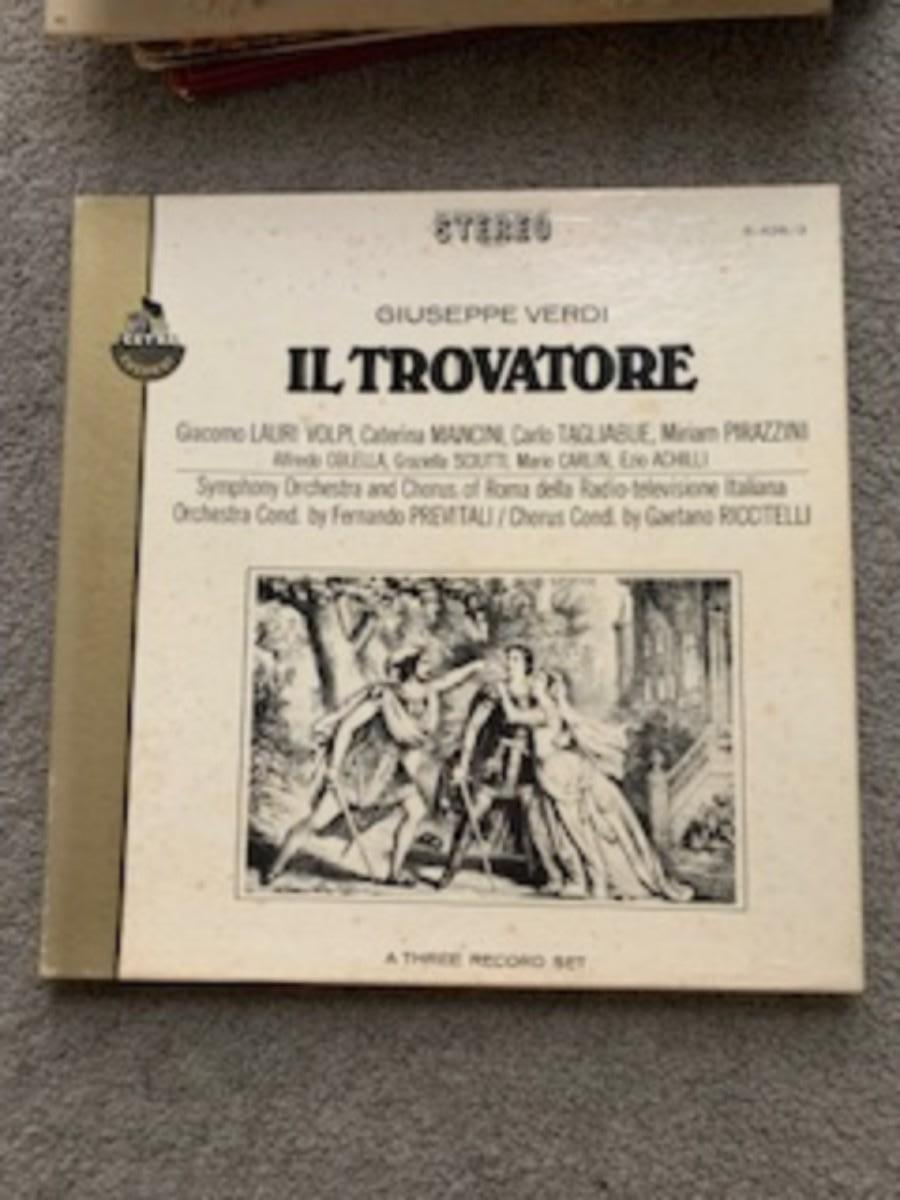 STEREO
GIUSEPPE VERDI
IL TROVATORE
Giacomo LAURI VOLPI, Caterina MANCINI, Carlo TAGLIABUE, Miriam PIRAZZINI
Alfredo COLELLA, Graziella SCIUTTI, Mario CARLIN, Ezio ACHILLI
Symphony Orchestra and Chorus of Roma della Radio-televisione Italiana
Orchestra Cond. by Fernando PREVITALI / Chorus Cond. by Gaetano RICCITELLI
CETRA
A THREE RECORD SET